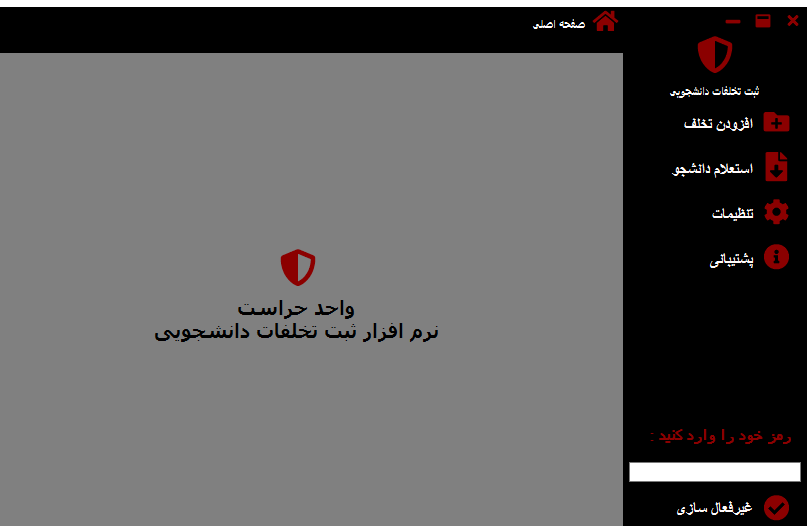 صفحه اصلی
ثبت تخلفات دانشجویی
افزودن تخلف
استعلام دانشجو
تنظیمات
پشتیبانی
واحد حراست
نرم افزار ثبت تخلفات دانشجویی
رمز خود را وارد کنید :
غیرفعال سازی